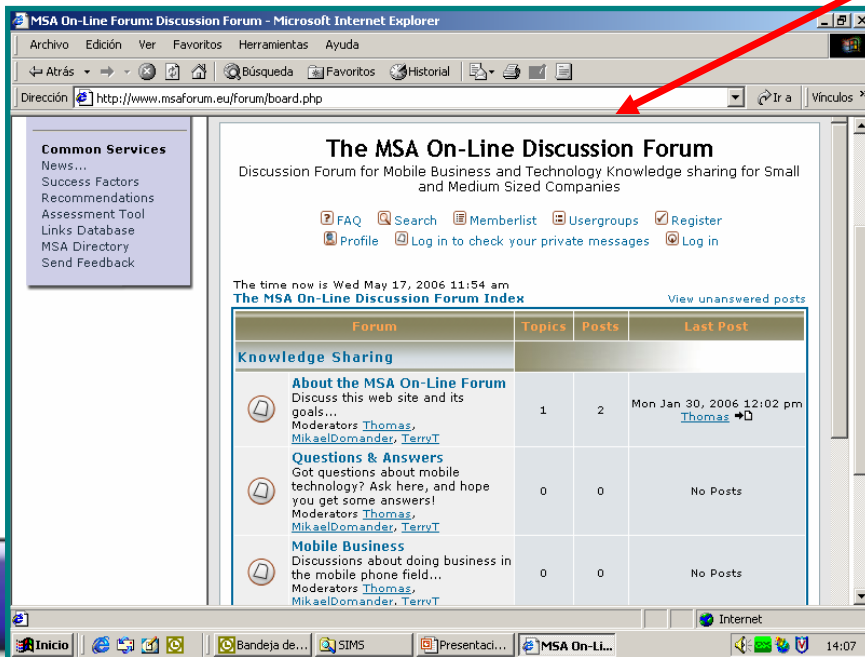 MSA On-Line Forum: Discussion Forum - Microsoft Internet Explorer
Archivo Edición Ver Favoritos Herramientas Ayuda
Atrás Búsqueda Favoritos Historial
Dirección http://www.msaforum.eu/forum/board.php Ir a Vínculos »
Common Services
News...
Success Factors
Recommendations
Assessment Tool
Links Database
MSA Directory
Send Feedback
The MSA On-Line Discussion Forum
Discussion Forum for Mobile Business and Technology Knowledge sharing for Small
and Medium Sized Companies
FAQ Search Memberlist Usergroups Register
Profile Log in to check your private messages Log in
The time now is Wed May 17, 2006 11:54 am
The MSA On-Line Discussion Forum Index View unanswered posts
Forum Topics Posts Last Post
Knowledge Sharing
About the MSA On-Line Forum
Discuss this web site and its
goals...
Moderators Thomas,
MikaelDomander, TerryT
1 2 Mon Jan 30, 2006 12:02 pm
Thomas
Questions & Answers
Got questions about mobile
technology? Ask here, and hope
you get some answers!
Moderators Thomas,
MikaelDomander, TerryT
0 0 No Posts
Mobile Business
Discussions about doing business in
the mobile phone field...
Moderators Thomas,
MikaelDomander, TerryT
0 0 No Posts
Internet
Inicio Bandeja de... SIMS Presentaci... MSA On-Li... 14:07